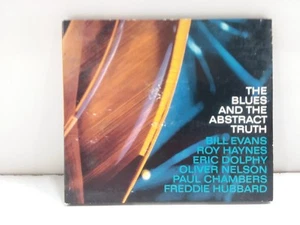 THE
BLUES
AND THE
ABSTRACT
TRUTH
BILL EVANS
ROY HAYNES
ERIC DOLPHY
OLIVER NELSON
PAUL CHAMBERS
FREDDIE HUBBARD